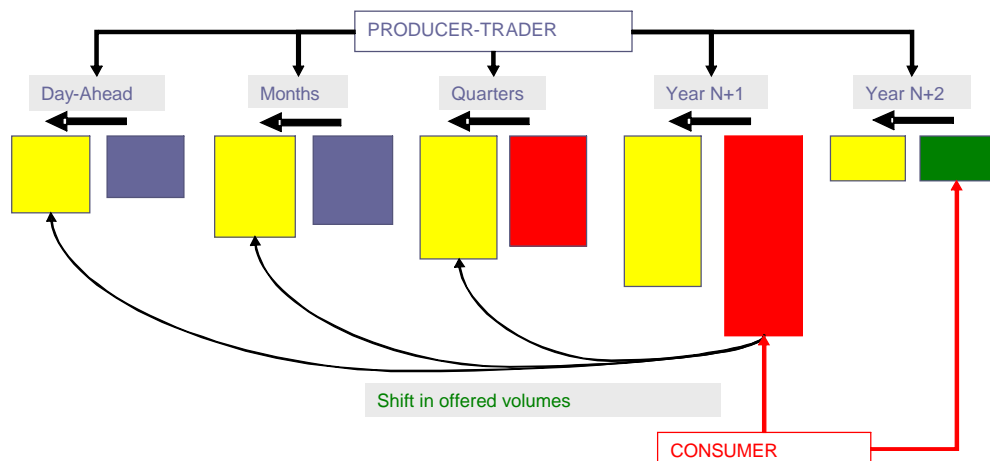 PRODUCER-TRADER
Day-Ahead
Months
Quarters
Year N+1
Year N+2
Shift in offered volumes
CONSUMER